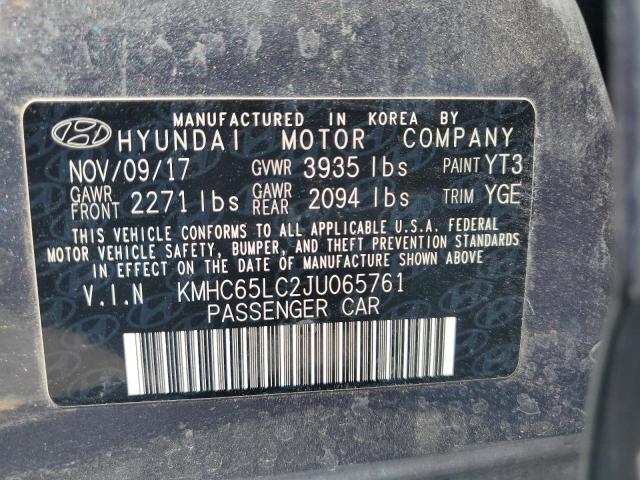 MANUFACTURED IN KOREA BY
HYUNDAI MOTOR COMPANY
NOV/09/17 GVWR 3935 lbs PAINT YT3
GAWR FRONT 2271 lbs GAWR REAR 2094 lbs TRIM YGE
THIS VEHICLE CONFORMS TO ALL APPLICABLE U.S.A. FEDERAL
MOTOR VEHICLE SAFETY, BUMPER, AND THEFT PREVENTION STANDARDS
IN EFFECT ON THE DATE OF MANUFACTURE SHOWN ABOVE
V.I.N KMHC65LC2JU065761
PASSENGER CAR